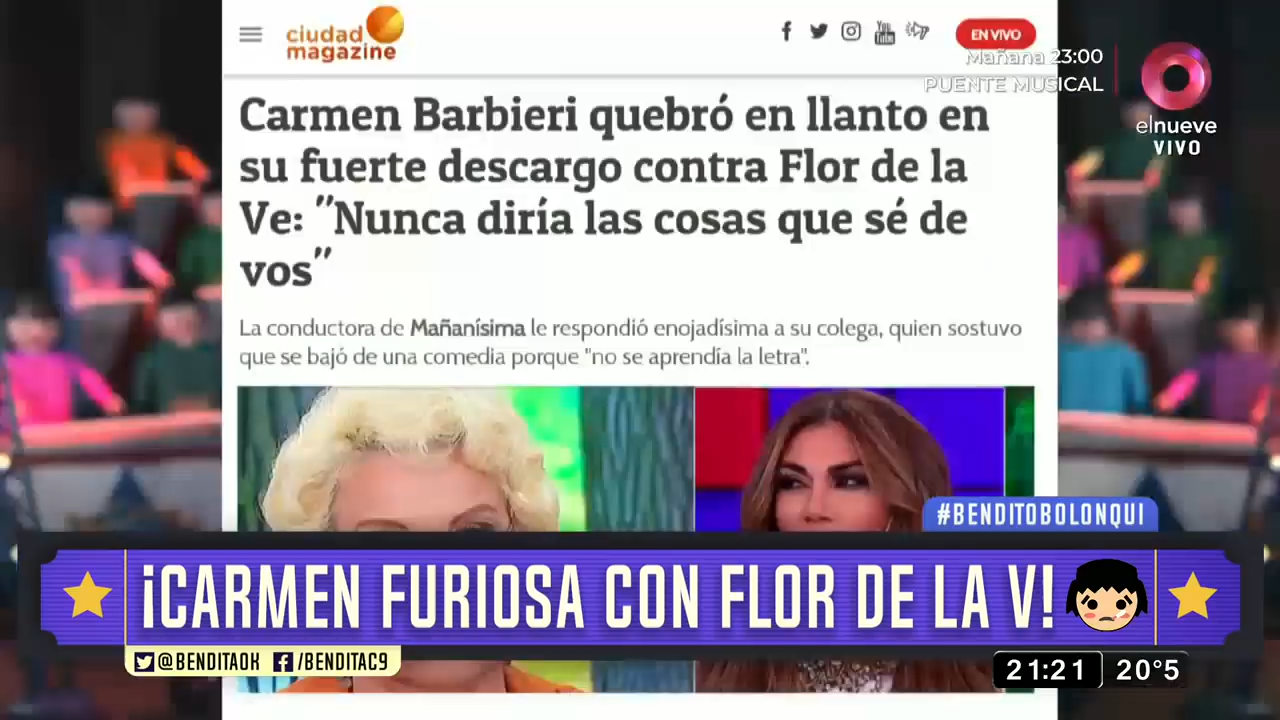 ciudad
magazine
You
Tube
EN VIVO
Mañana 23:00
PUENTE MUSICAL
elnueve
VIVO
Carmen Barbieri quebró en llanto en
su fuerte descargo contra Flor de la
Ve: "Nunca diría las cosas que sé de
vos"
La conductora de Mañanísima le respondió enojadísima a su colega, quien sostuvo
que se bajó de una comedia porque "no se aprendía la letra".
#BENDITOBOLONQUI
¡CARMEN FURIOSA CON FLOR DE LA V!
@BENDITAOK /BENDITAC9
21:21 20°5